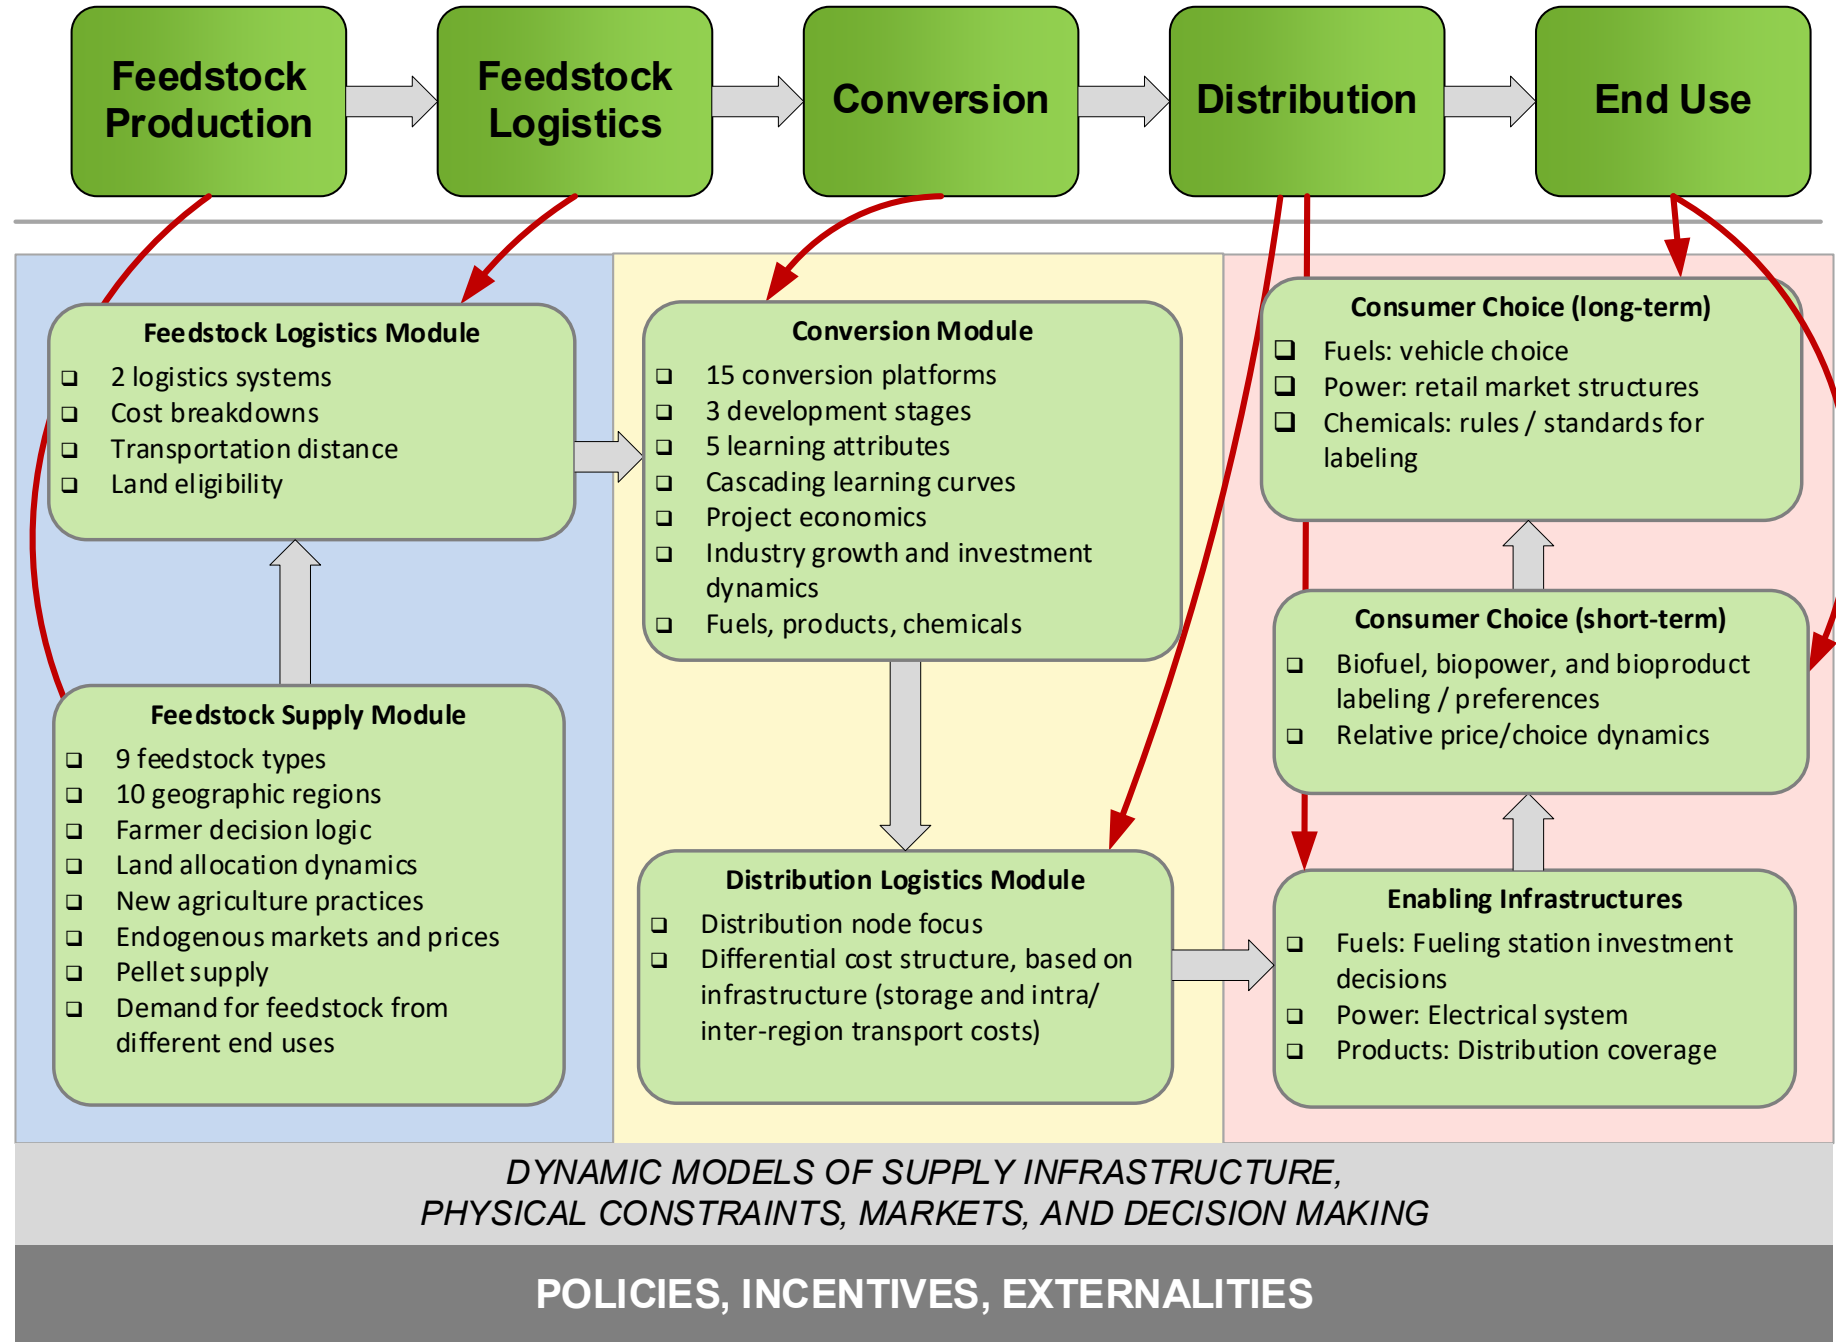 Feedstock
Production
Feedstock
Logistics
Conversion
Distribution
End Use
Feedstock Logistics Module
❑ 2 logistics systems
❑ Cost breakdowns
❑ Transportation distance
❑ Land eligibility
Feedstock Supply Module
❑ 9 feedstock types
❑ 10 geographic regions
❑ Farmer decision logic
❑ Land allocation dynamics
❑ New agriculture practices
❑ Endogenous markets and prices
❑ Pellet supply
❑ Demand for feedstock from
different end uses
Conversion Module
❑ 15 conversion platforms
❑ 3 development stages
❑ 5 learning attributes
❑ Cascading learning curves
❑ Project economics
❑ Industry growth and investment
dynamics
❑ Fuels, products, chemicals
Distribution Logistics Module
❑ Distribution node focus
❑ Differential cost structure, based on
infrastructure (storage and intra/
inter-region transport costs)
Consumer Choice (long-term)
❑ Fuels: vehicle choice
❑ Power: retail market structures
❑ Chemicals: rules / standards for
labeling
Consumer Choice (short-term)
❑ Biofuel, biopower, and bioproduct
labeling / preferences
❑ Relative price/choice dynamics
Enabling Infrastructures
❑ Fuels: Fueling station investment
decisions
❑ Power: Electrical system
❑ Products: Distribution coverage
DYNAMIC MODELS OF SUPPLY INFRASTRUCTURE,
PHYSICAL CONSTRAINTS, MARKETS, AND DECISION MAKING
POLICIES, INCENTIVES, EXTERNALITIES